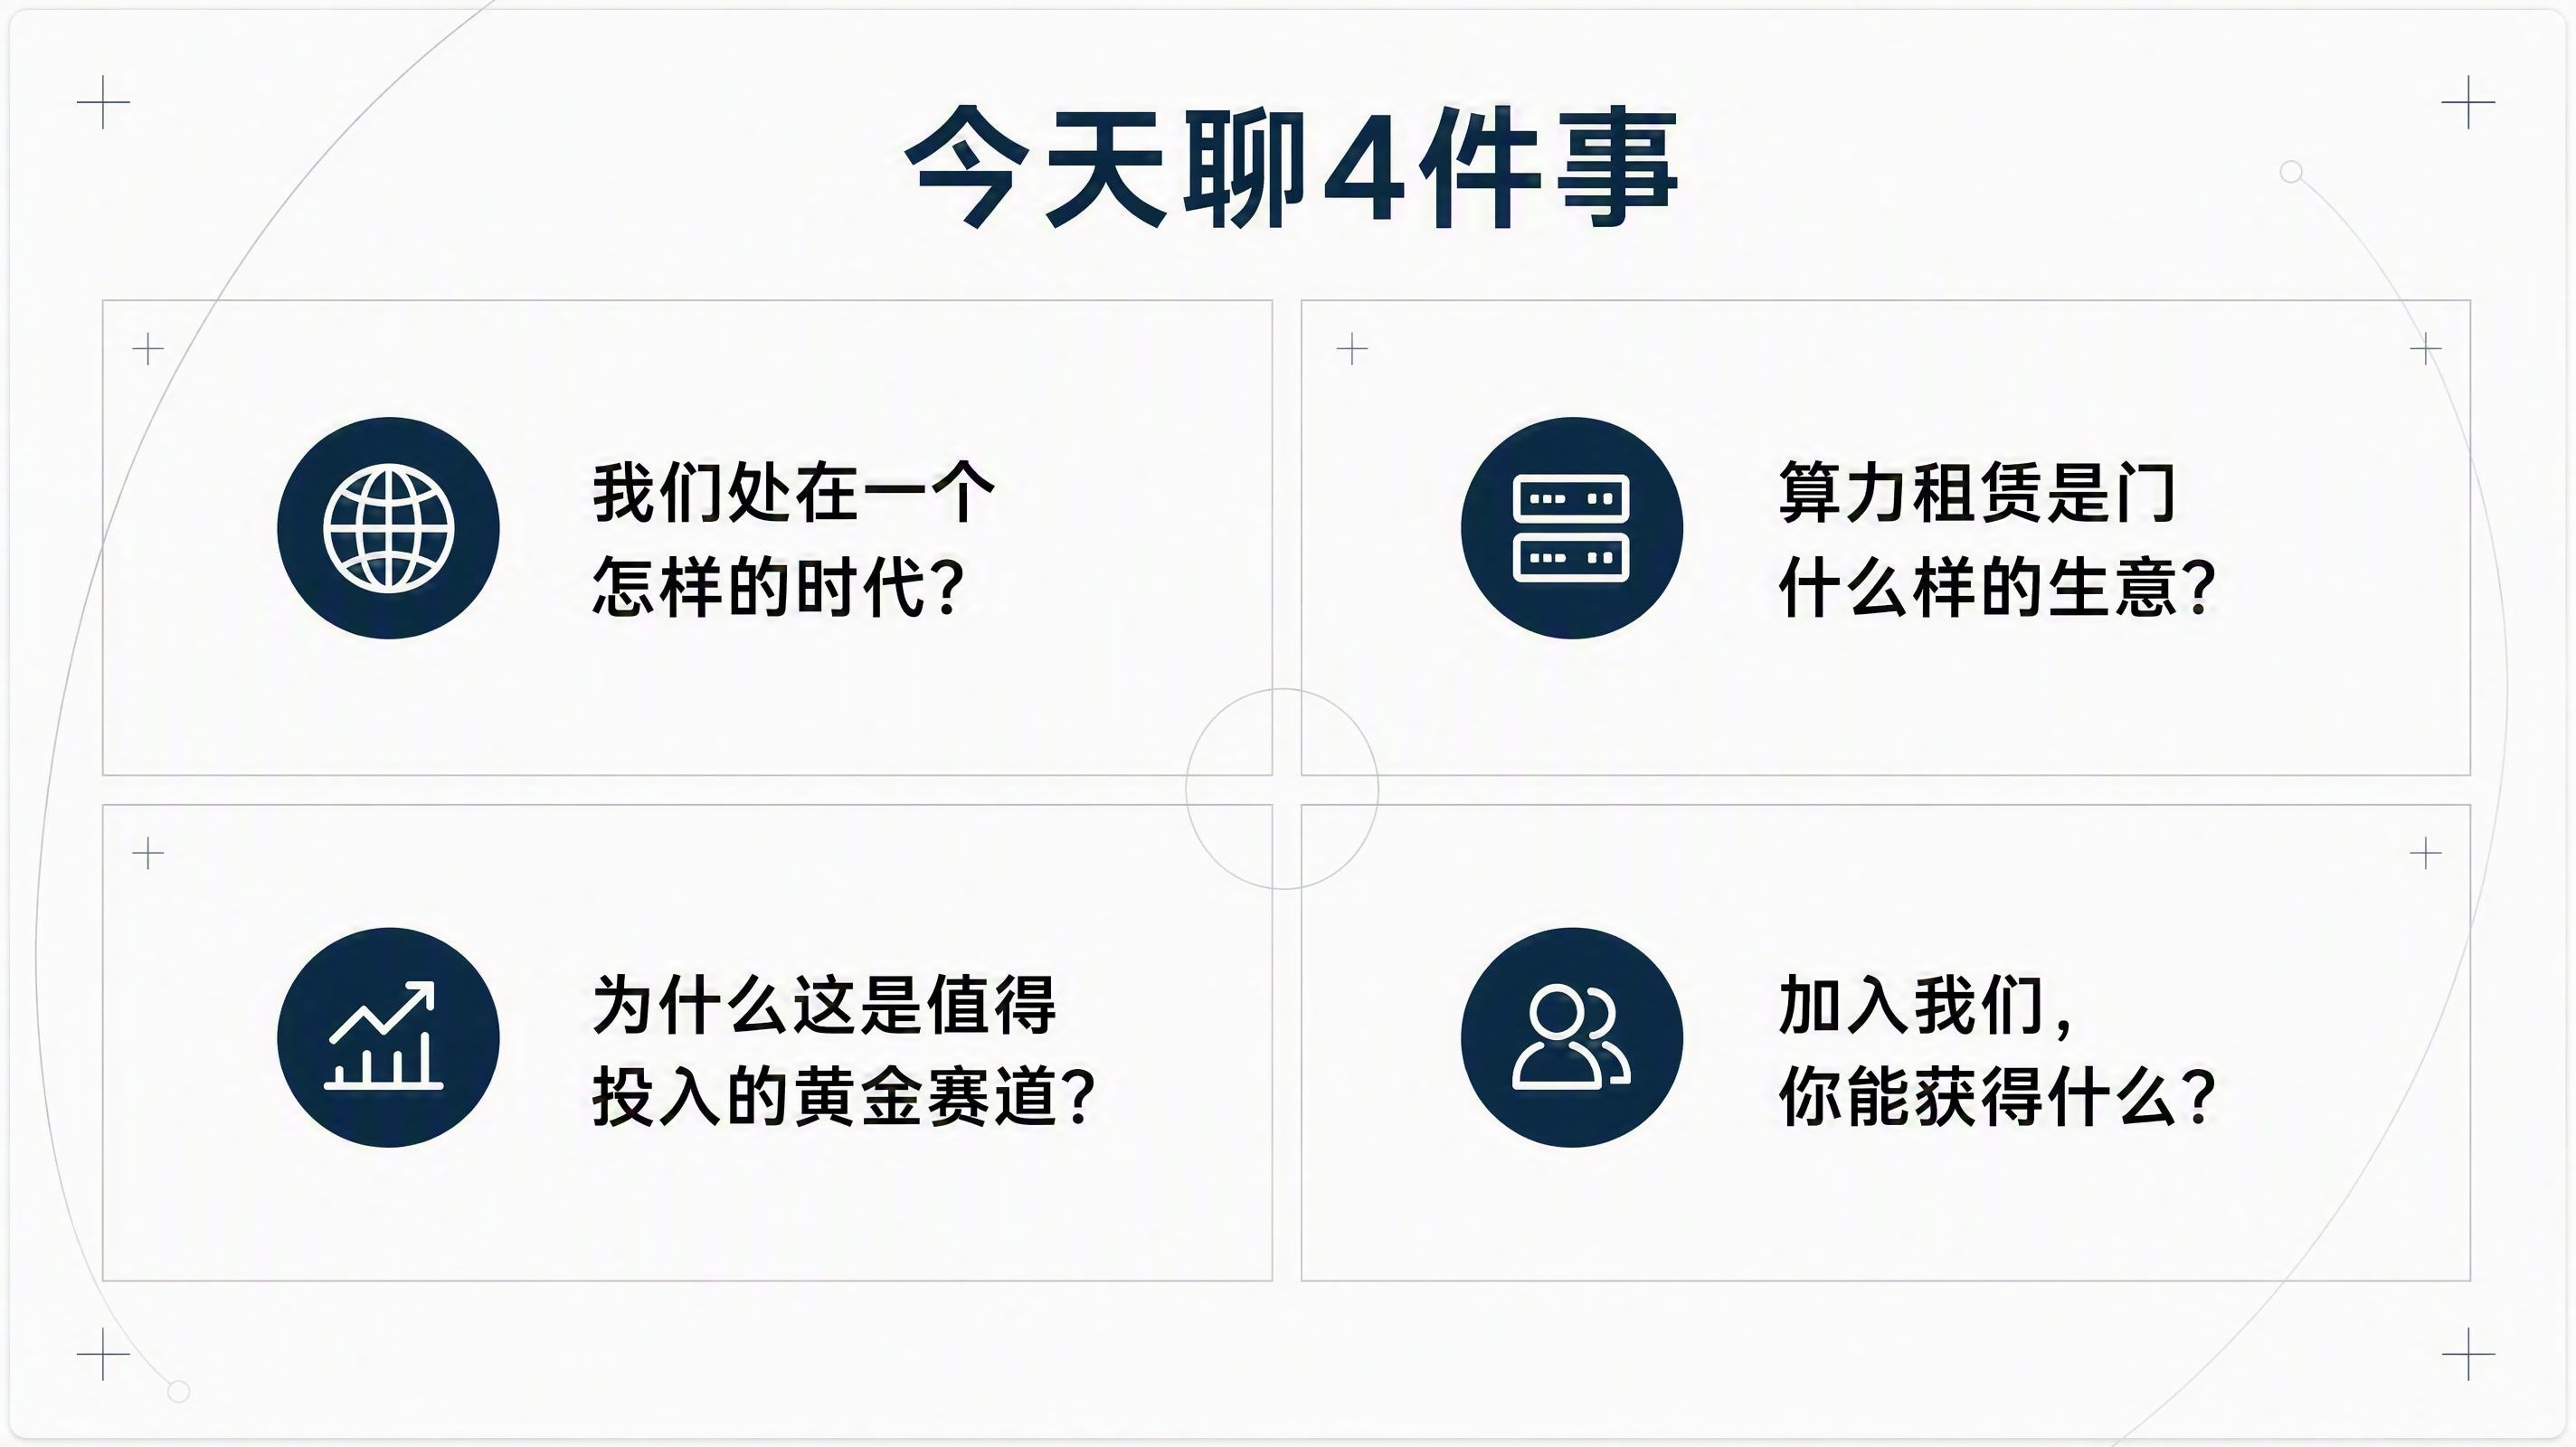 今天聊4件事
我们处在一个
怎样的时代?
算力租赁是门
什么样的生意?
为什么这是值得
投入的黄金赛道?
加入我们,
你能获得什么?